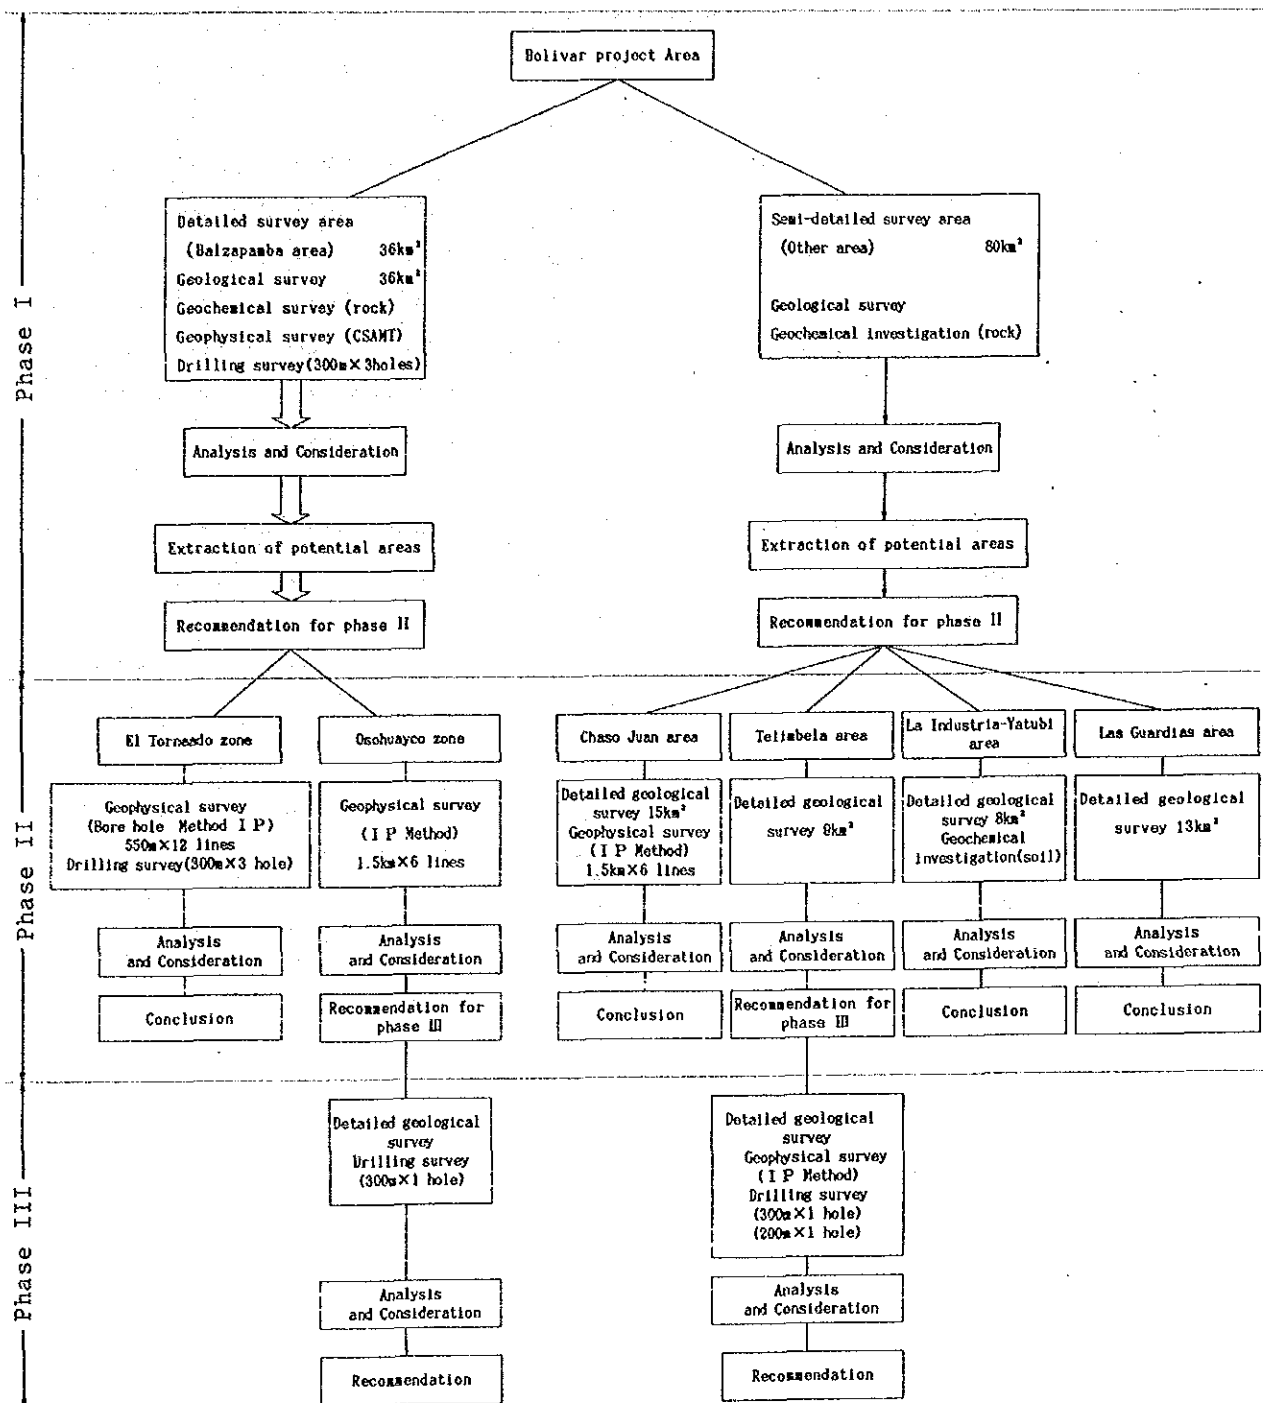 Bolivar project Area
Phase I
Detailed survey area
(Balzapamba area) 36km²
Geological survey 36km²
Geochemical survey (rock)
Geophysical survey (CSAMT)
Drilling survey(300m×3holes)
Semi-detailed survey area
(Other area) 80km²
Geological survey
Geochemical investigation (rock)
Analysis and Consideration
Analysis and Consideration
Extraction of potential areas
Extraction of potential areas
Recommendation for phase II
Recommendation for phase II
Phase II
El Torneado zone
Osohuayco zone
Chaso Juan area
Telimbela area
La Industria-Yatubi
area
Las Guardias area
Geophysical survey
(Bore hole Method I P)
550m×12 lines
Drilling survey(300m×3 hole)
Geophysical survey
(I P Method)
1.5km×6 lines
Detailed geological
survey 15km²
Geophysical survey
(I P Method)
1.5km×6 lines
Detailed geological
survey 8km²
Detailed geological
survey 8km²
Geochemical
investigation(soil)
Detailed geological
survey 13km²
Analysis
and Consideration
Analysis
and Consideration
Analysis
and Consideration
Analysis
and Consideration
Analysis
and Consideration
Analysis
and Consideration
Conclusion
Recommendation for
phase III
Conclusion
Recommendation for
phase III
Conclusion
Conclusion
Phase III
Detailed geological
survey
Drilling survey
(300m×1 hole)
Detailed geological
survey
Geophysical survey
(I P Method)
Drilling survey
(300m×1 hole)
(200m×1 hole)
Analysis
and Consideration
Analysis
and Consideration
Recommendation
Recommendation